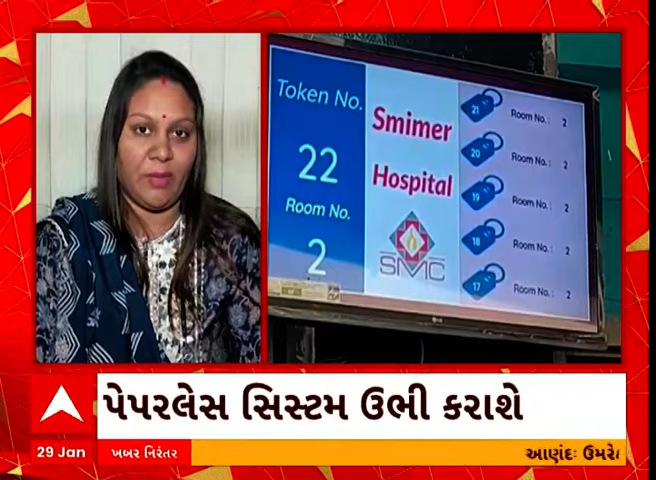 Token No.
22
Room No.
2
Smimer
Hospital
SMC
21 Room No. : 2
20 Room No. : 2
19 Room No. : 2
18 Room No. : 2
17 Room No. : 2
પેપરલેસ સિસ્ટમ ઉભી કરાશે
29 Jan
ખબર નિરંતર
આણંદઃ ઉમરે